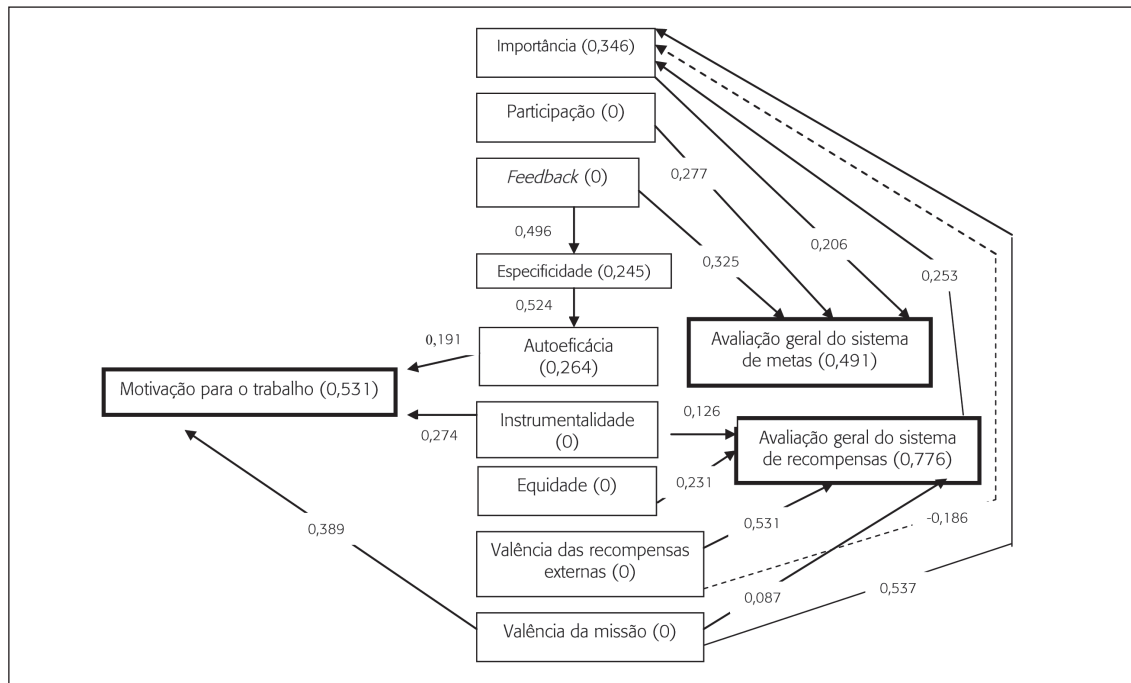 Importância (0,346)
Participação (0)
0,277
Feedback (0)
0,496
0,206
0,325
0,253
Especificidade (0,245)
0,524
0,191
Autoeficácia
(0,264)
Avaliação geral do sistema
de metas (0,491)
Motivação para o trabalho (0,531)
0,274
Instrumentalidade
(0)
0,126
Avaliação geral do sistema
de recompensas (0,776)
Equidade (0)
0,231
0,389
Valência das recompensas
externas (0)
0,531
-0,186
0,087
0,537
Valência da missão (0)